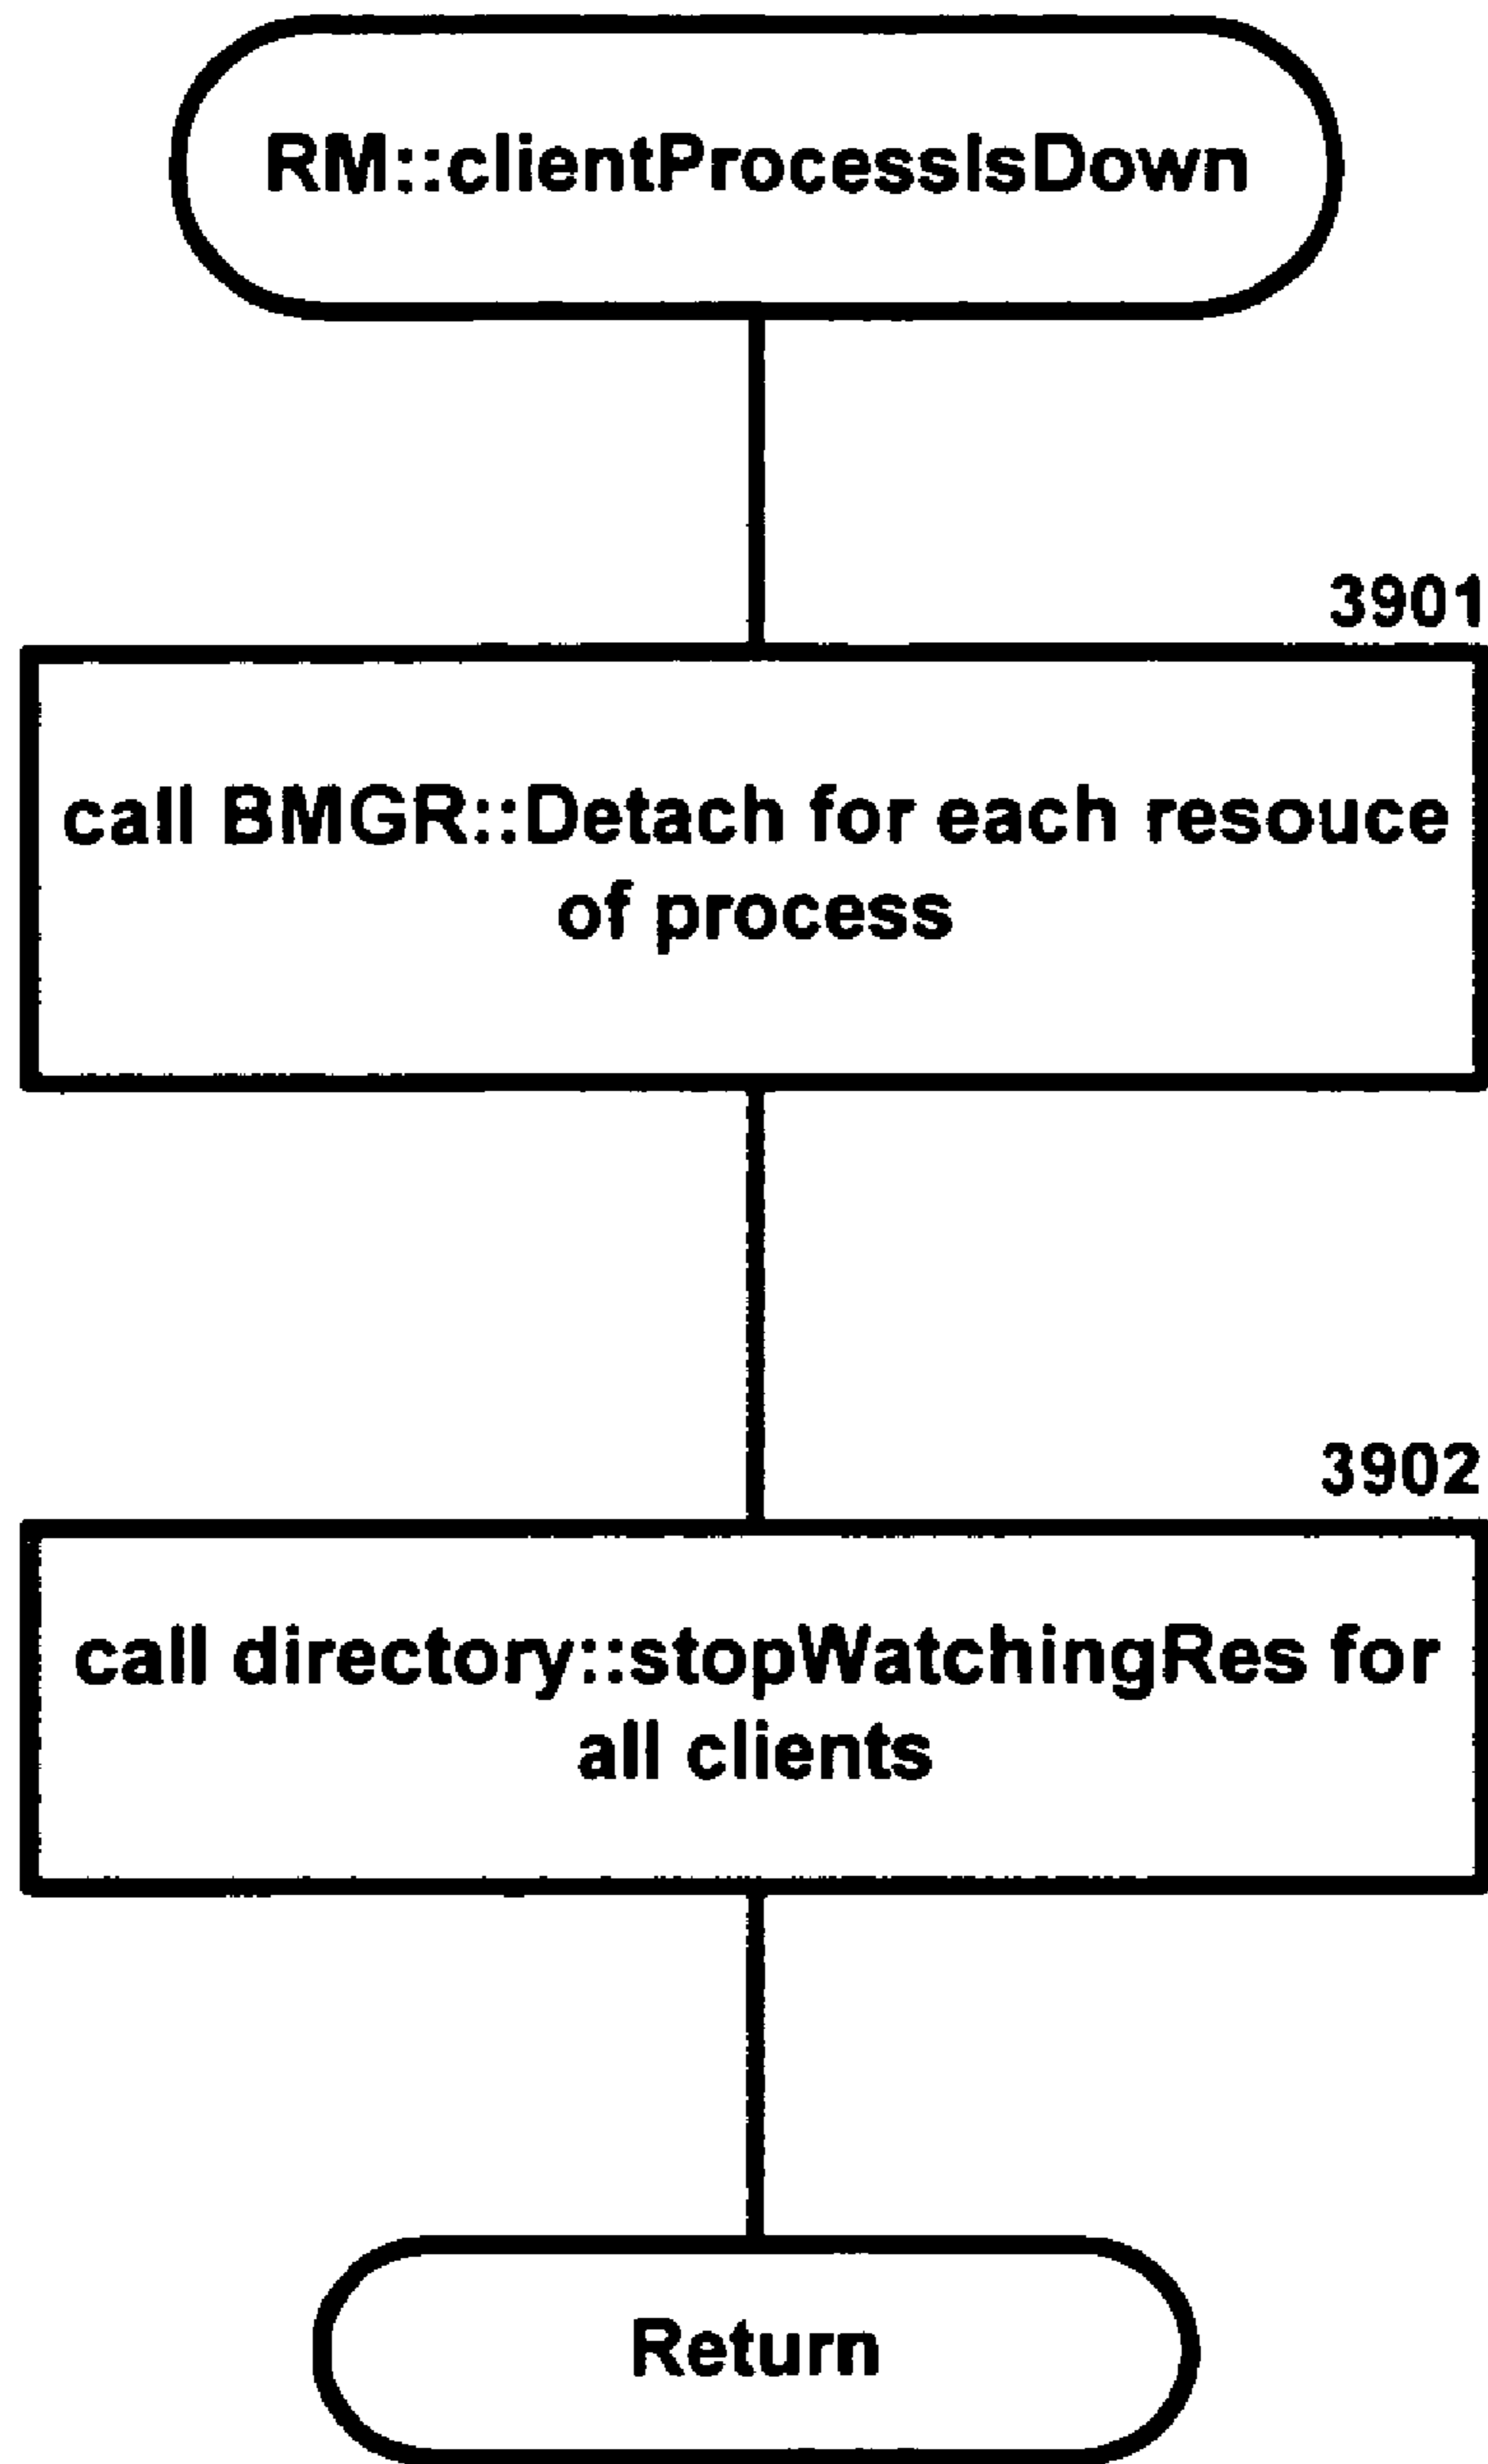 RM::clientProcessIsDown
3901
call BMGR::Detach for each resouce
of process
3902
call directory::stopWatchingRes for
all clients
Return